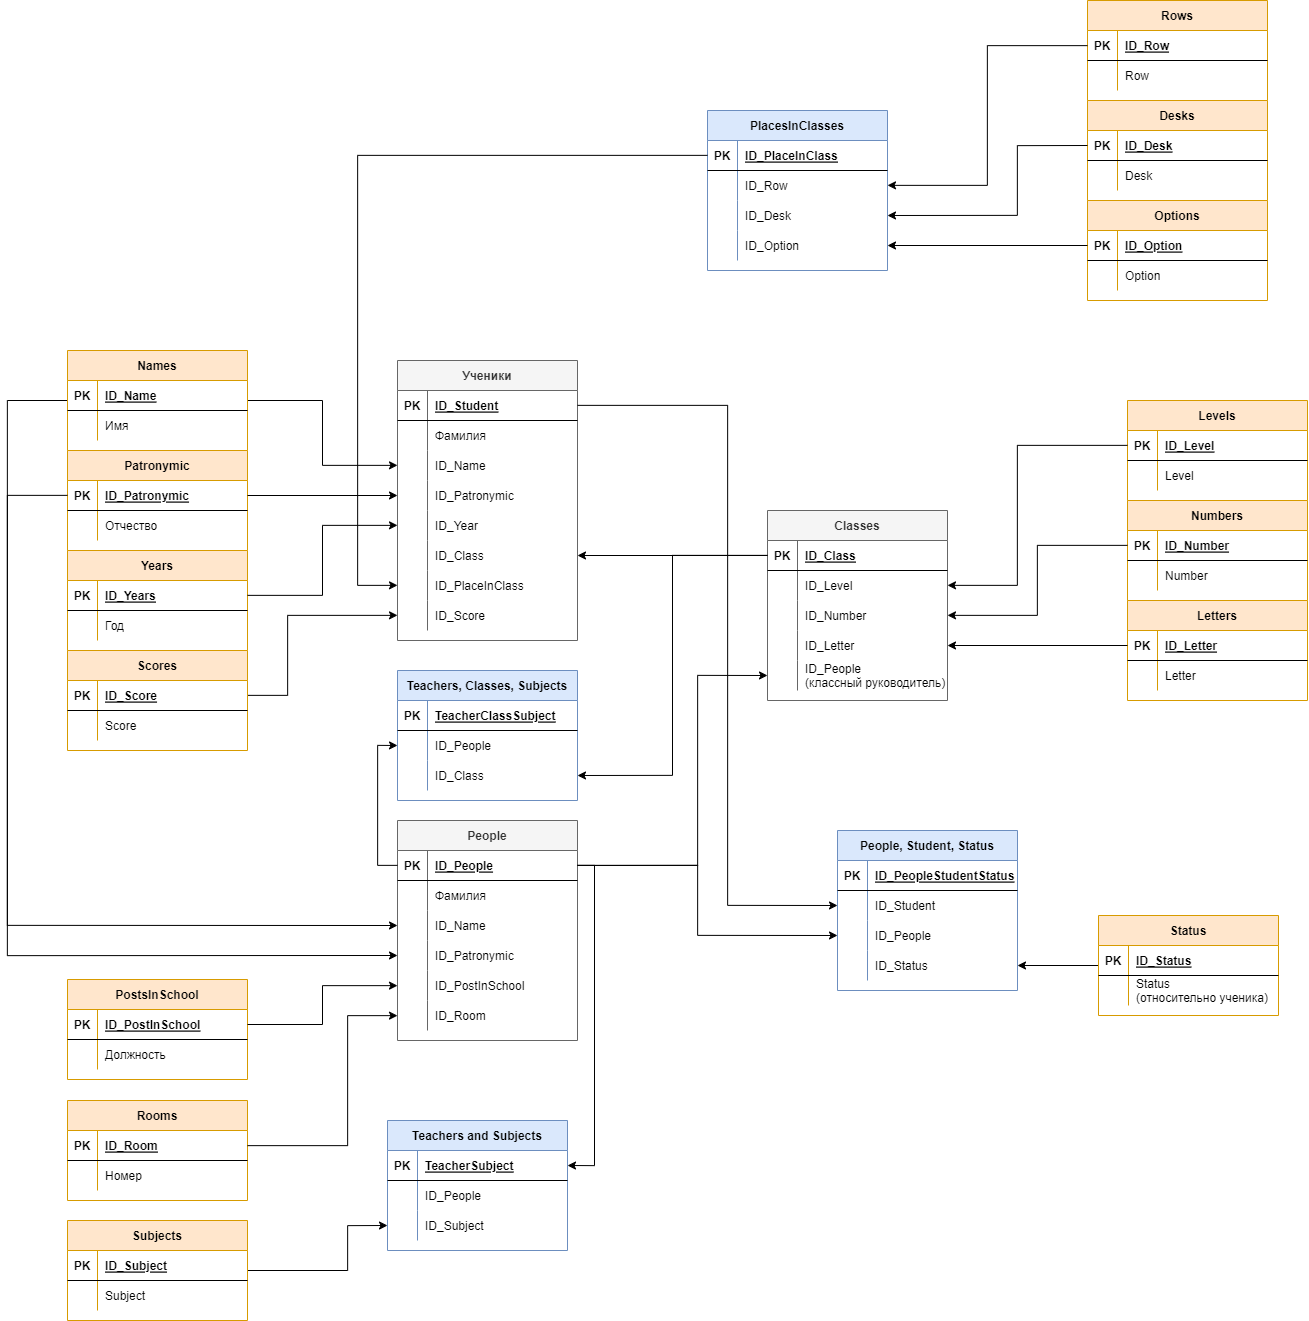 Rows
PK ID_Row
Row
Desks
PK ID_Desk
Desk
Options
PK ID_Option
Option
PlacesInClasses
PK ID_PlaceInClass
ID_Row
ID_Desk
ID_Option
Names
PK ID_Name
Имя
Patronymic
PK ID_Patronymic
Отчество
Years
PK ID_Years
Год
Scores
PK ID_Score
Score
Ученики
PK ID_Student
Фамилия
ID_Name
ID_Patronymic
ID_Year
ID_Class
ID_PlaceInClass
ID_Score
Classes
PK ID_Class
ID_Level
ID_Number
ID_Letter
ID_People
(классный руководитель)
Levels
PK ID_Level
Level
Numbers
PK ID_Number
Number
Letters
PK ID_Letter
Letter
Teachers, Classes, Subjects
PK TeacherClassSubject
ID_People
ID_Class
People
PK ID_People
Фамилия
ID_Name
ID_Patronymic
ID_PostInSchool
ID_Room
People, Student, Status
PK ID_PeopleStudentStatus
ID_Student
ID_People
ID_Status
Status
PK ID_Status
Status
(относительно ученика)
PostsInSchool
PK ID_PostInSchool
Должность
Rooms
PK ID_Room
Номер
Teachers and Subjects
PK TeacherSubject
ID_People
ID_Subject
Subjects
PK ID_Subject
Subject